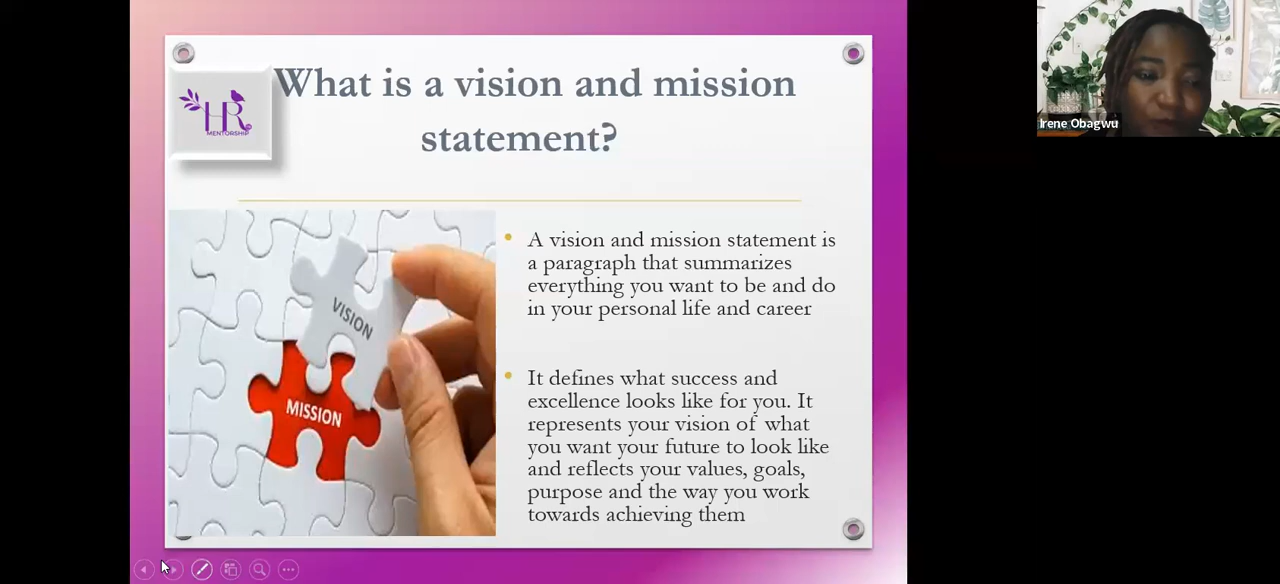 What is a vision and mission
statement?
HR
MENTORSHIP
Irene Obagwu
VISION
MISSION
• A vision and mission statement is
a paragraph that summarizes
everything you want to be and do
in your personal life and career
• It defines what success and
excellence looks like for you. It
represents your vision of what
you want your future to look like
and reflects your values, goals,
purpose and the way you work
towards achieving them